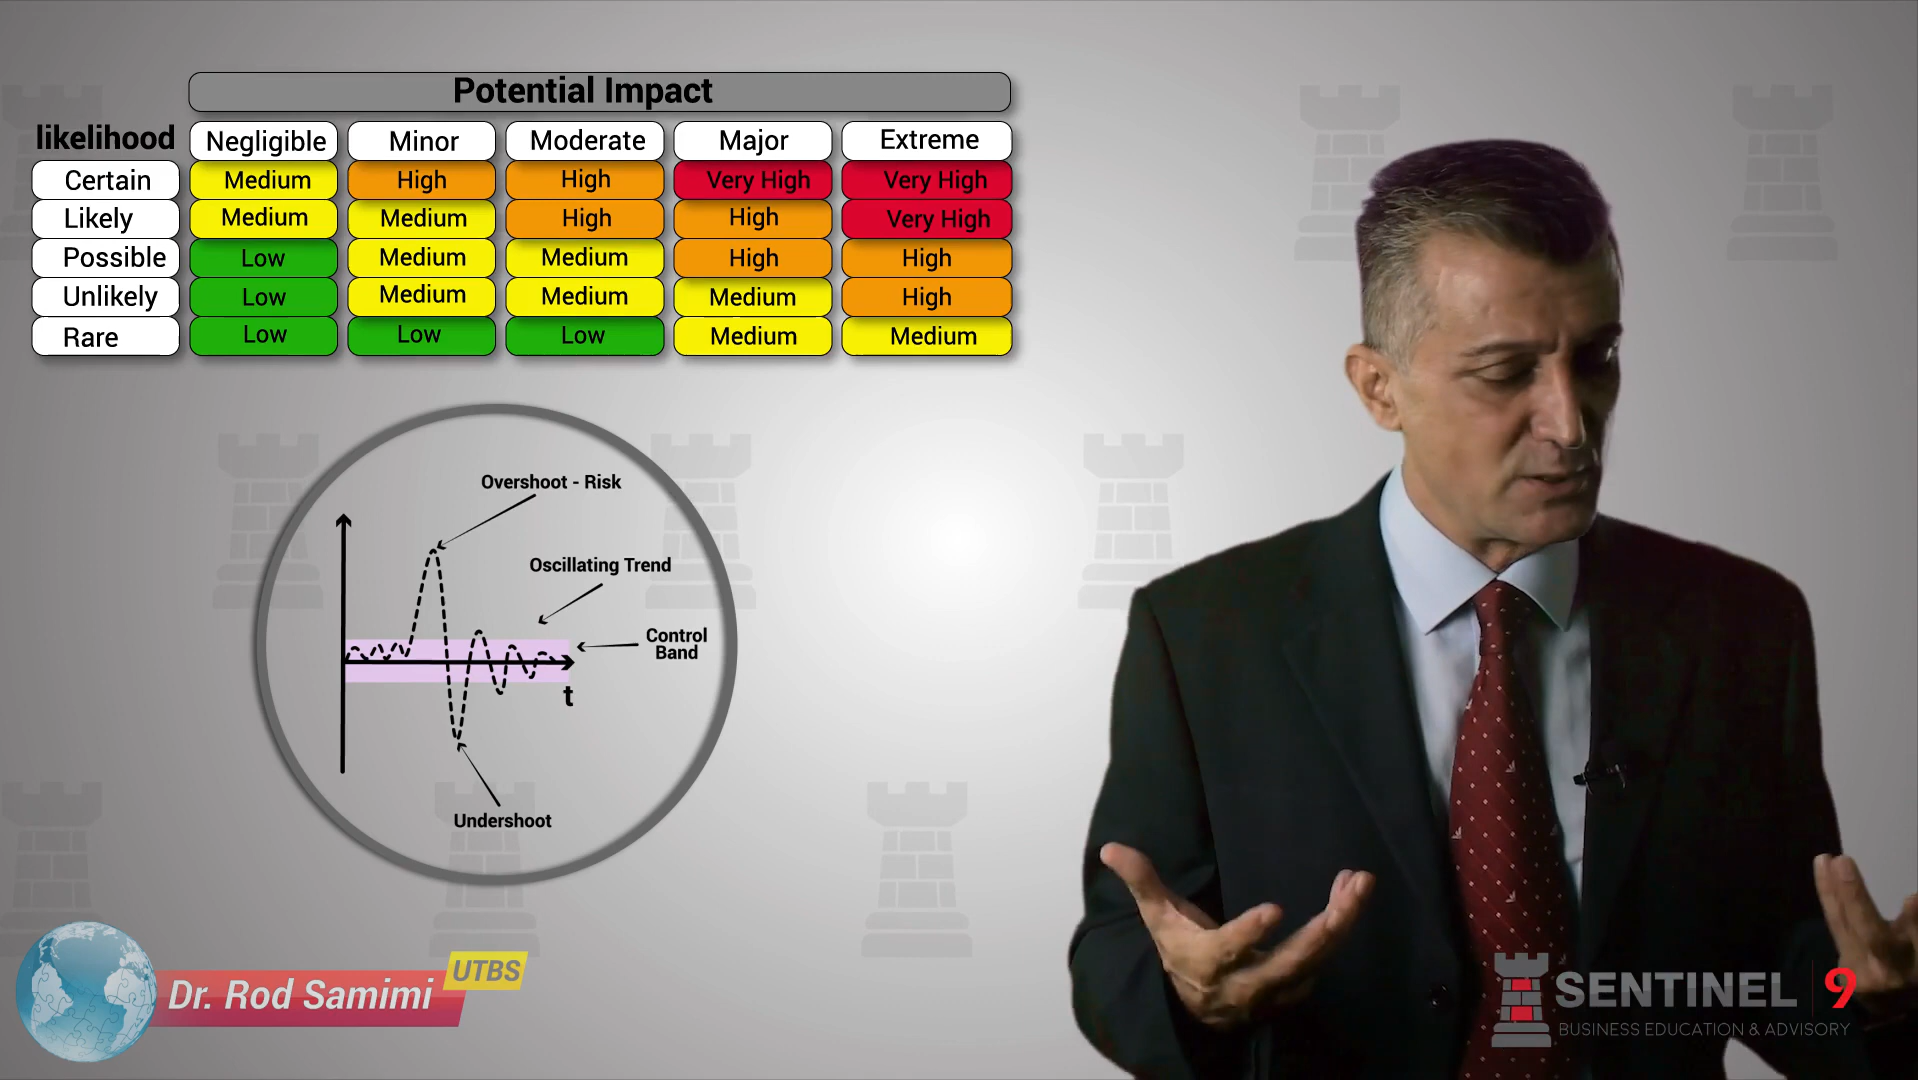 Potential Impact
likelihood Negligible Minor Moderate Major Extreme
Certain Medium High High Very High Very High
Likely Medium Medium High High Very High
Possible Low Medium Medium High High
Unlikely Low Medium Medium Medium High
Rare Low Low Low Medium Medium
Overshoot - Risk
Oscillating Trend
Control
Band
t
Undershoot
UTBS
Dr. Rod Samimi
SENTINEL 9
BUSINESS EDUCATION & ADVISORY